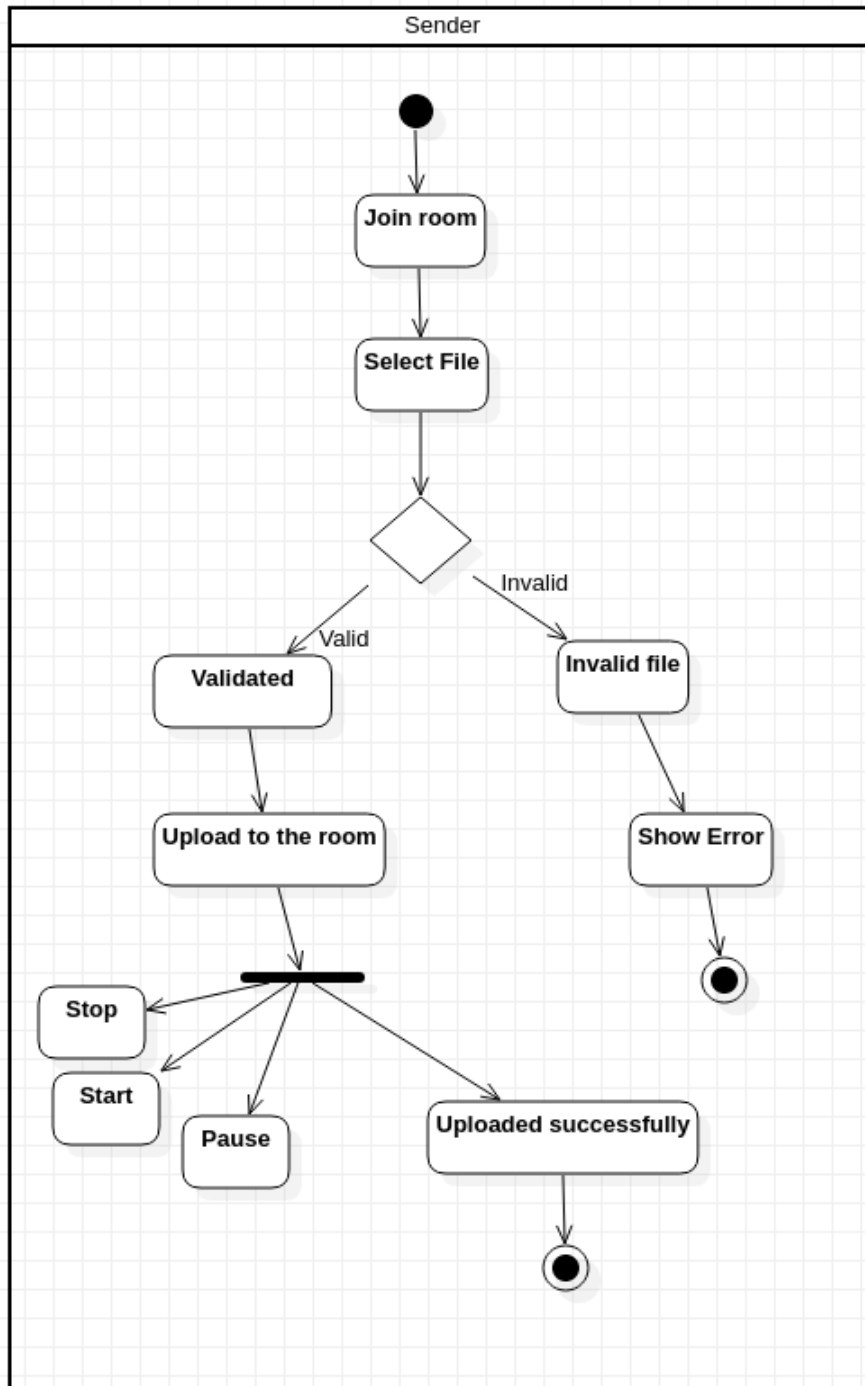 Sender
Join room
Select File
Invalid
Valid
Invalid file
Validated
Upload to the room
Show Error
Stop
Start
Pause
Uploaded successfully